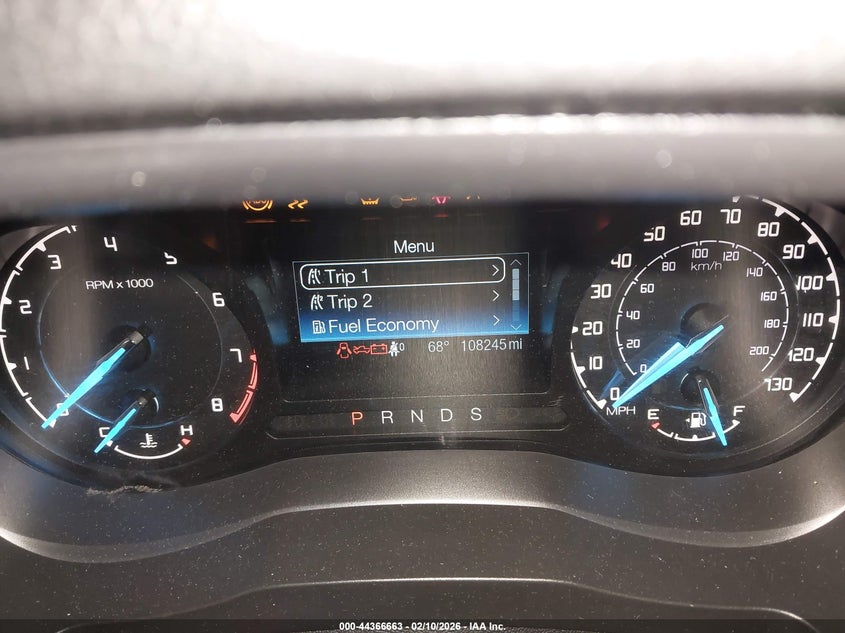 ABS
Menu
Trip 1
Trip 2
Fuel Economy
68° 108245 mi
P R N D S
1 2 3 4 5 6 7 8
RPM x 1000
C H
0 10 20 30 40 50 60 70 80 90 100 110 120 130
MPH
0 20 40 60 80 100 120 140 160 180 200
km/h
E F
000-44366663 - 02/10/2026 - IAA Inc.